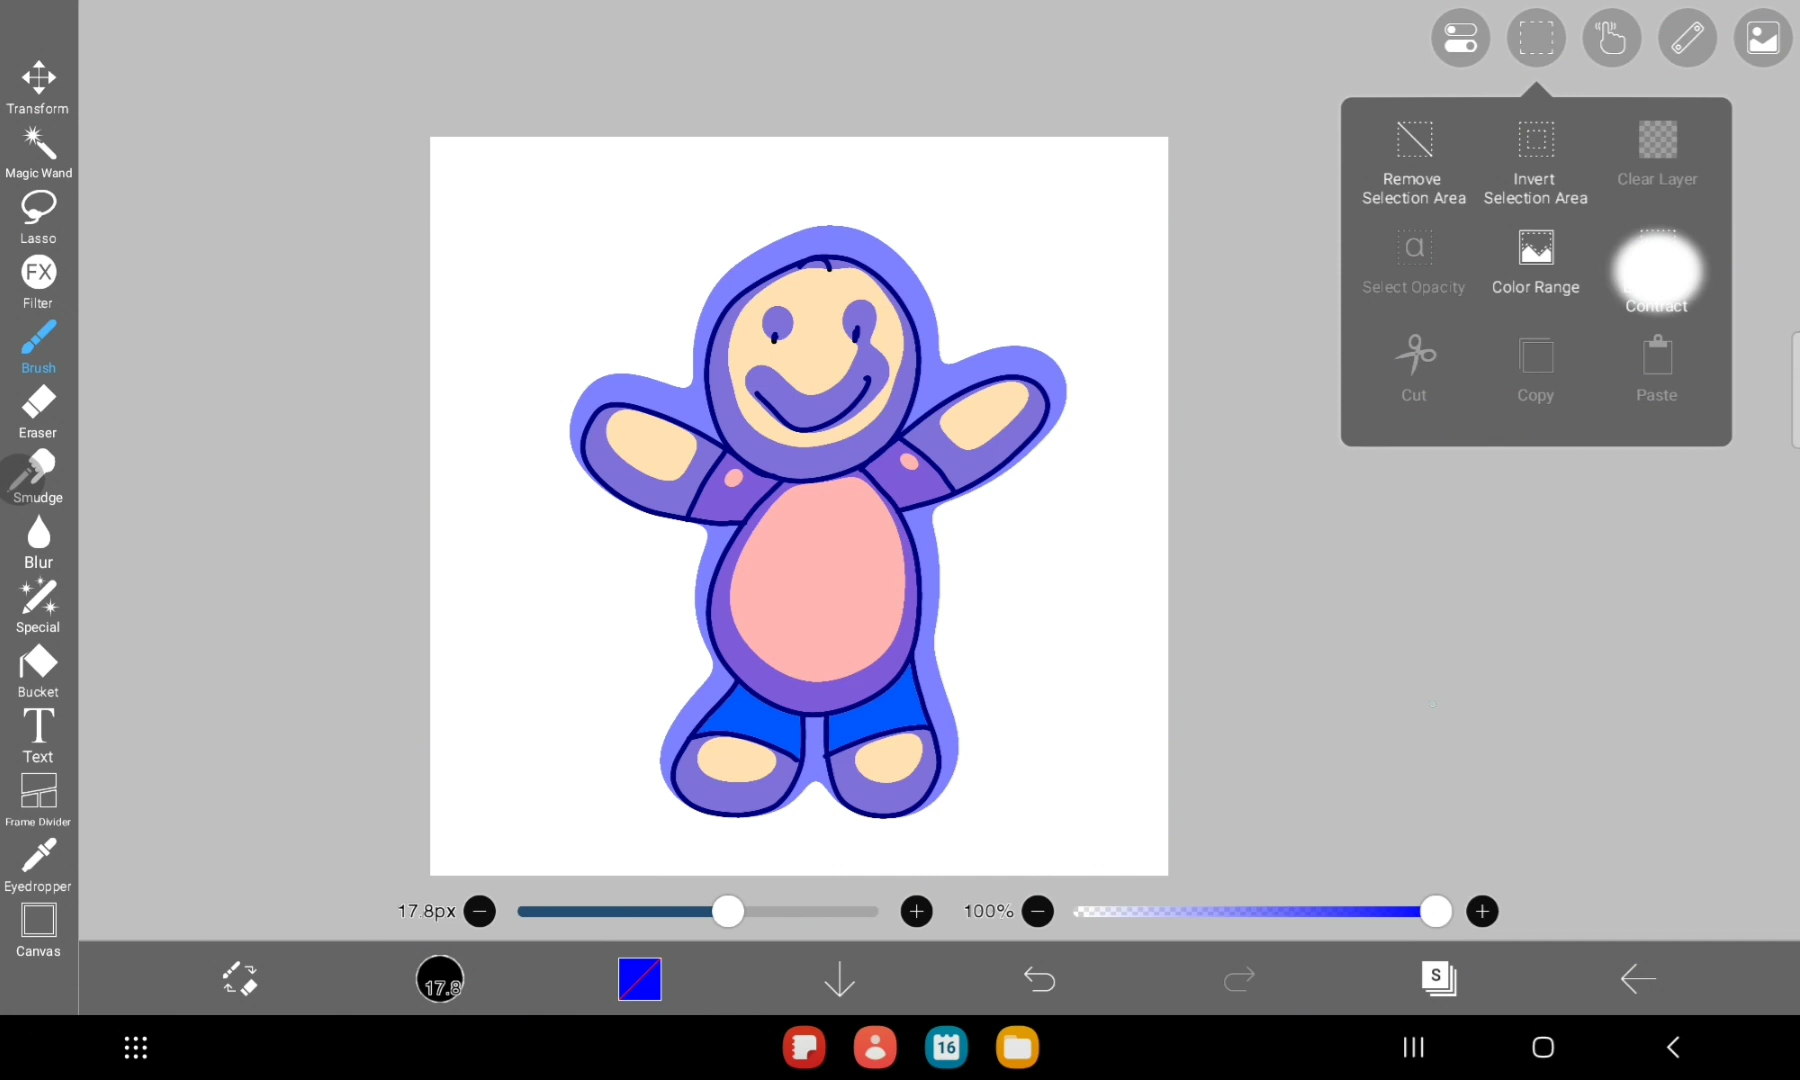 Transform
Magic Wand
Lasso
FX
Filter
Brush
Eraser
Smudge
Blur
Special
Bucket
T
Text
Frame Divider
Eyedropper
Canvas
Remove
Selection Area
Invert
Selection Area
Clear Layer
α
Select Opacity
Color Range
Contract
Cut
Copy
Paste
17.8px
100%
17.8
S
16